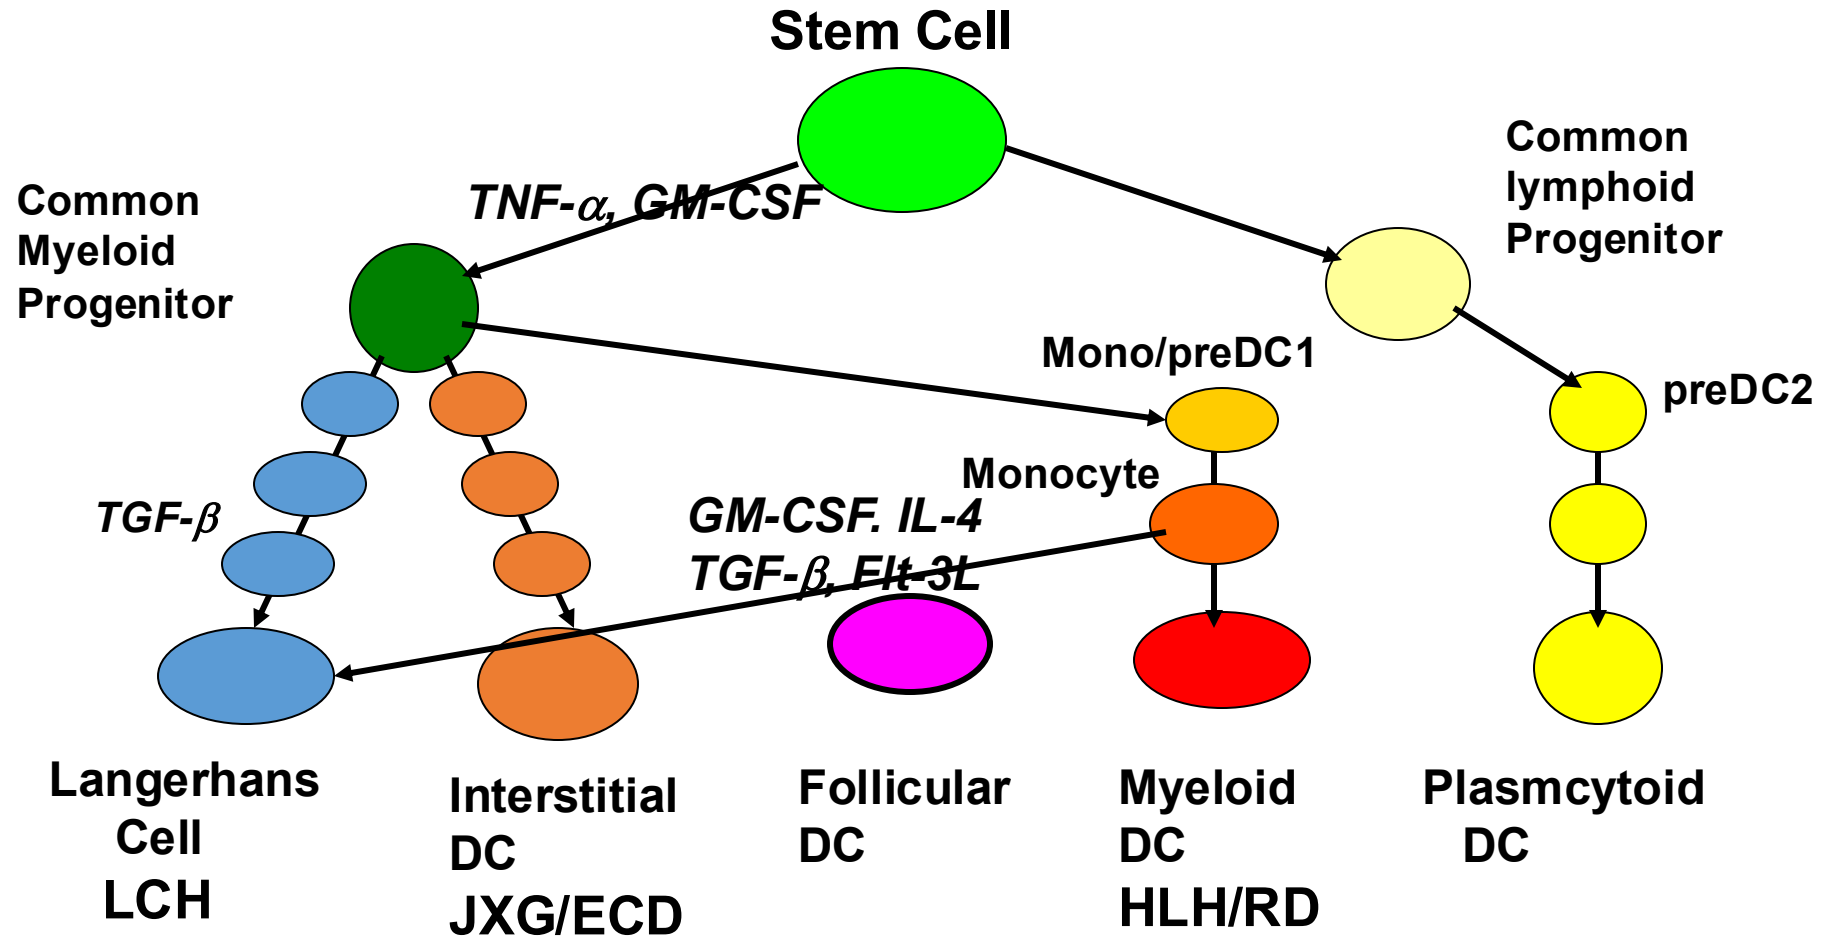 Stem Cell
Common
Myeloid
Progenitor
TNF-α, GM-CSF
Common
lymphoid
Progenitor
Mono/preDC1
preDC2
Monocyte
TGF-β
GM-CSF. IL-4
TGF-β, Flt-3L
Langerhans
Cell
LCH
Interstitial
DC
JXG/ECD
Follicular
DC
Myeloid
DC
HLH/RD
Plasmcytoid
DC